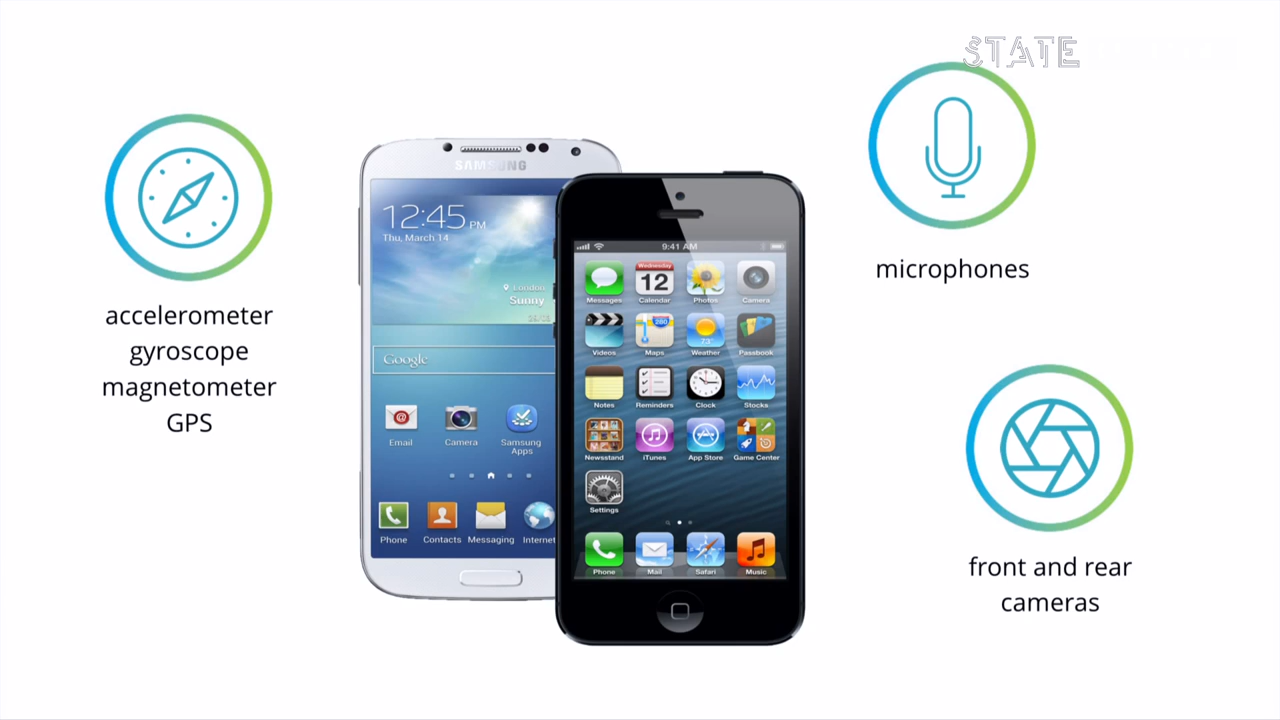 STATE
accelerometer
gyroscope
magnetometer
GPS
SAMSUNG
12:45 PM
Thu, March 14
London
Sunny
Google
Email
Camera
Samsung
Apps
Phone
Contacts
Messaging
Internet
9:41 AM
Wednesday
12
Messages
Calendar
Photos
Camera
280
73°
Videos
Maps
Weather
Passbook
Notes
Reminders
Clock
Stocks
Newsstand
iTunes
App Store
Game Center
Settings
Phone
Mail
Safari
Music
microphones
front and rear
cameras